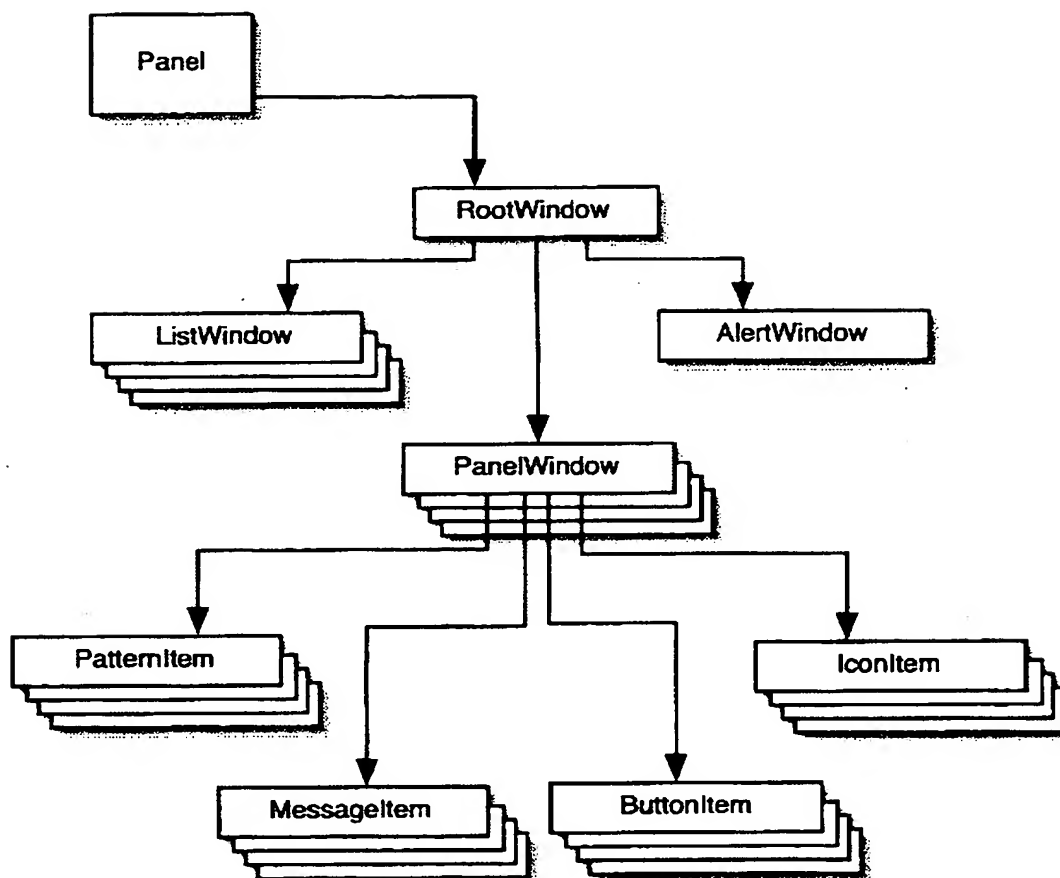 Panel
RootWindow
ListWindow
AlertWindow
PanelWindow
PatternItem
IconItem
MessageItem
ButtonItem